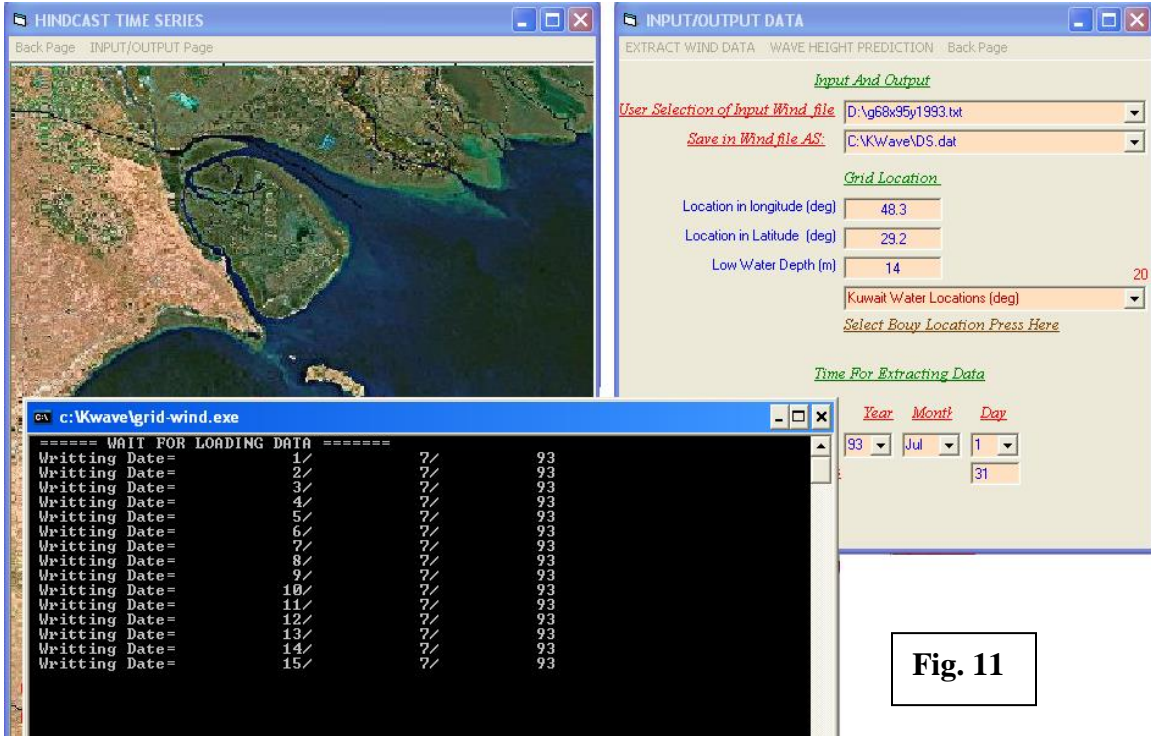 HINDCAST TIME SERIES
Back Page INPUT/OUTPUT Page
INPUT/OUTPUT DATA
EXTRACT WIND DATA WAVE HEIGHT PREDICTION Back Page
Input And Output
User Selection of Input Wind file D:\g68x95y1993.txt
Save in Wind file AS: C:\KWave\DS.dat
Grid Location
Location in longitude (deg) 48.3
Location in Latitude (deg) 29.2
Low Water Depth (m) 14
20
Kuwait Water Locations (deg)
Select Bouy Location Press Here
Time For Extracting Data
Year Month Day
93 Jul 1
31
c:\Kwave\grid-wind.exe
====== WAIT FOR LOADING DATA =======
Writting Date= 1/ 7/ 93
Writting Date= 2/ 7/ 93
Writting Date= 3/ 7/ 93
Writting Date= 4/ 7/ 93
Writting Date= 5/ 7/ 93
Writting Date= 6/ 7/ 93
Writting Date= 7/ 7/ 93
Writting Date= 8/ 7/ 93
Writting Date= 9/ 7/ 93
Writting Date= 10/ 7/ 93
Writting Date= 11/ 7/ 93
Writting Date= 12/ 7/ 93
Writting Date= 13/ 7/ 93
Writting Date= 14/ 7/ 93
Writting Date= 15/ 7/ 93
Fig. 11